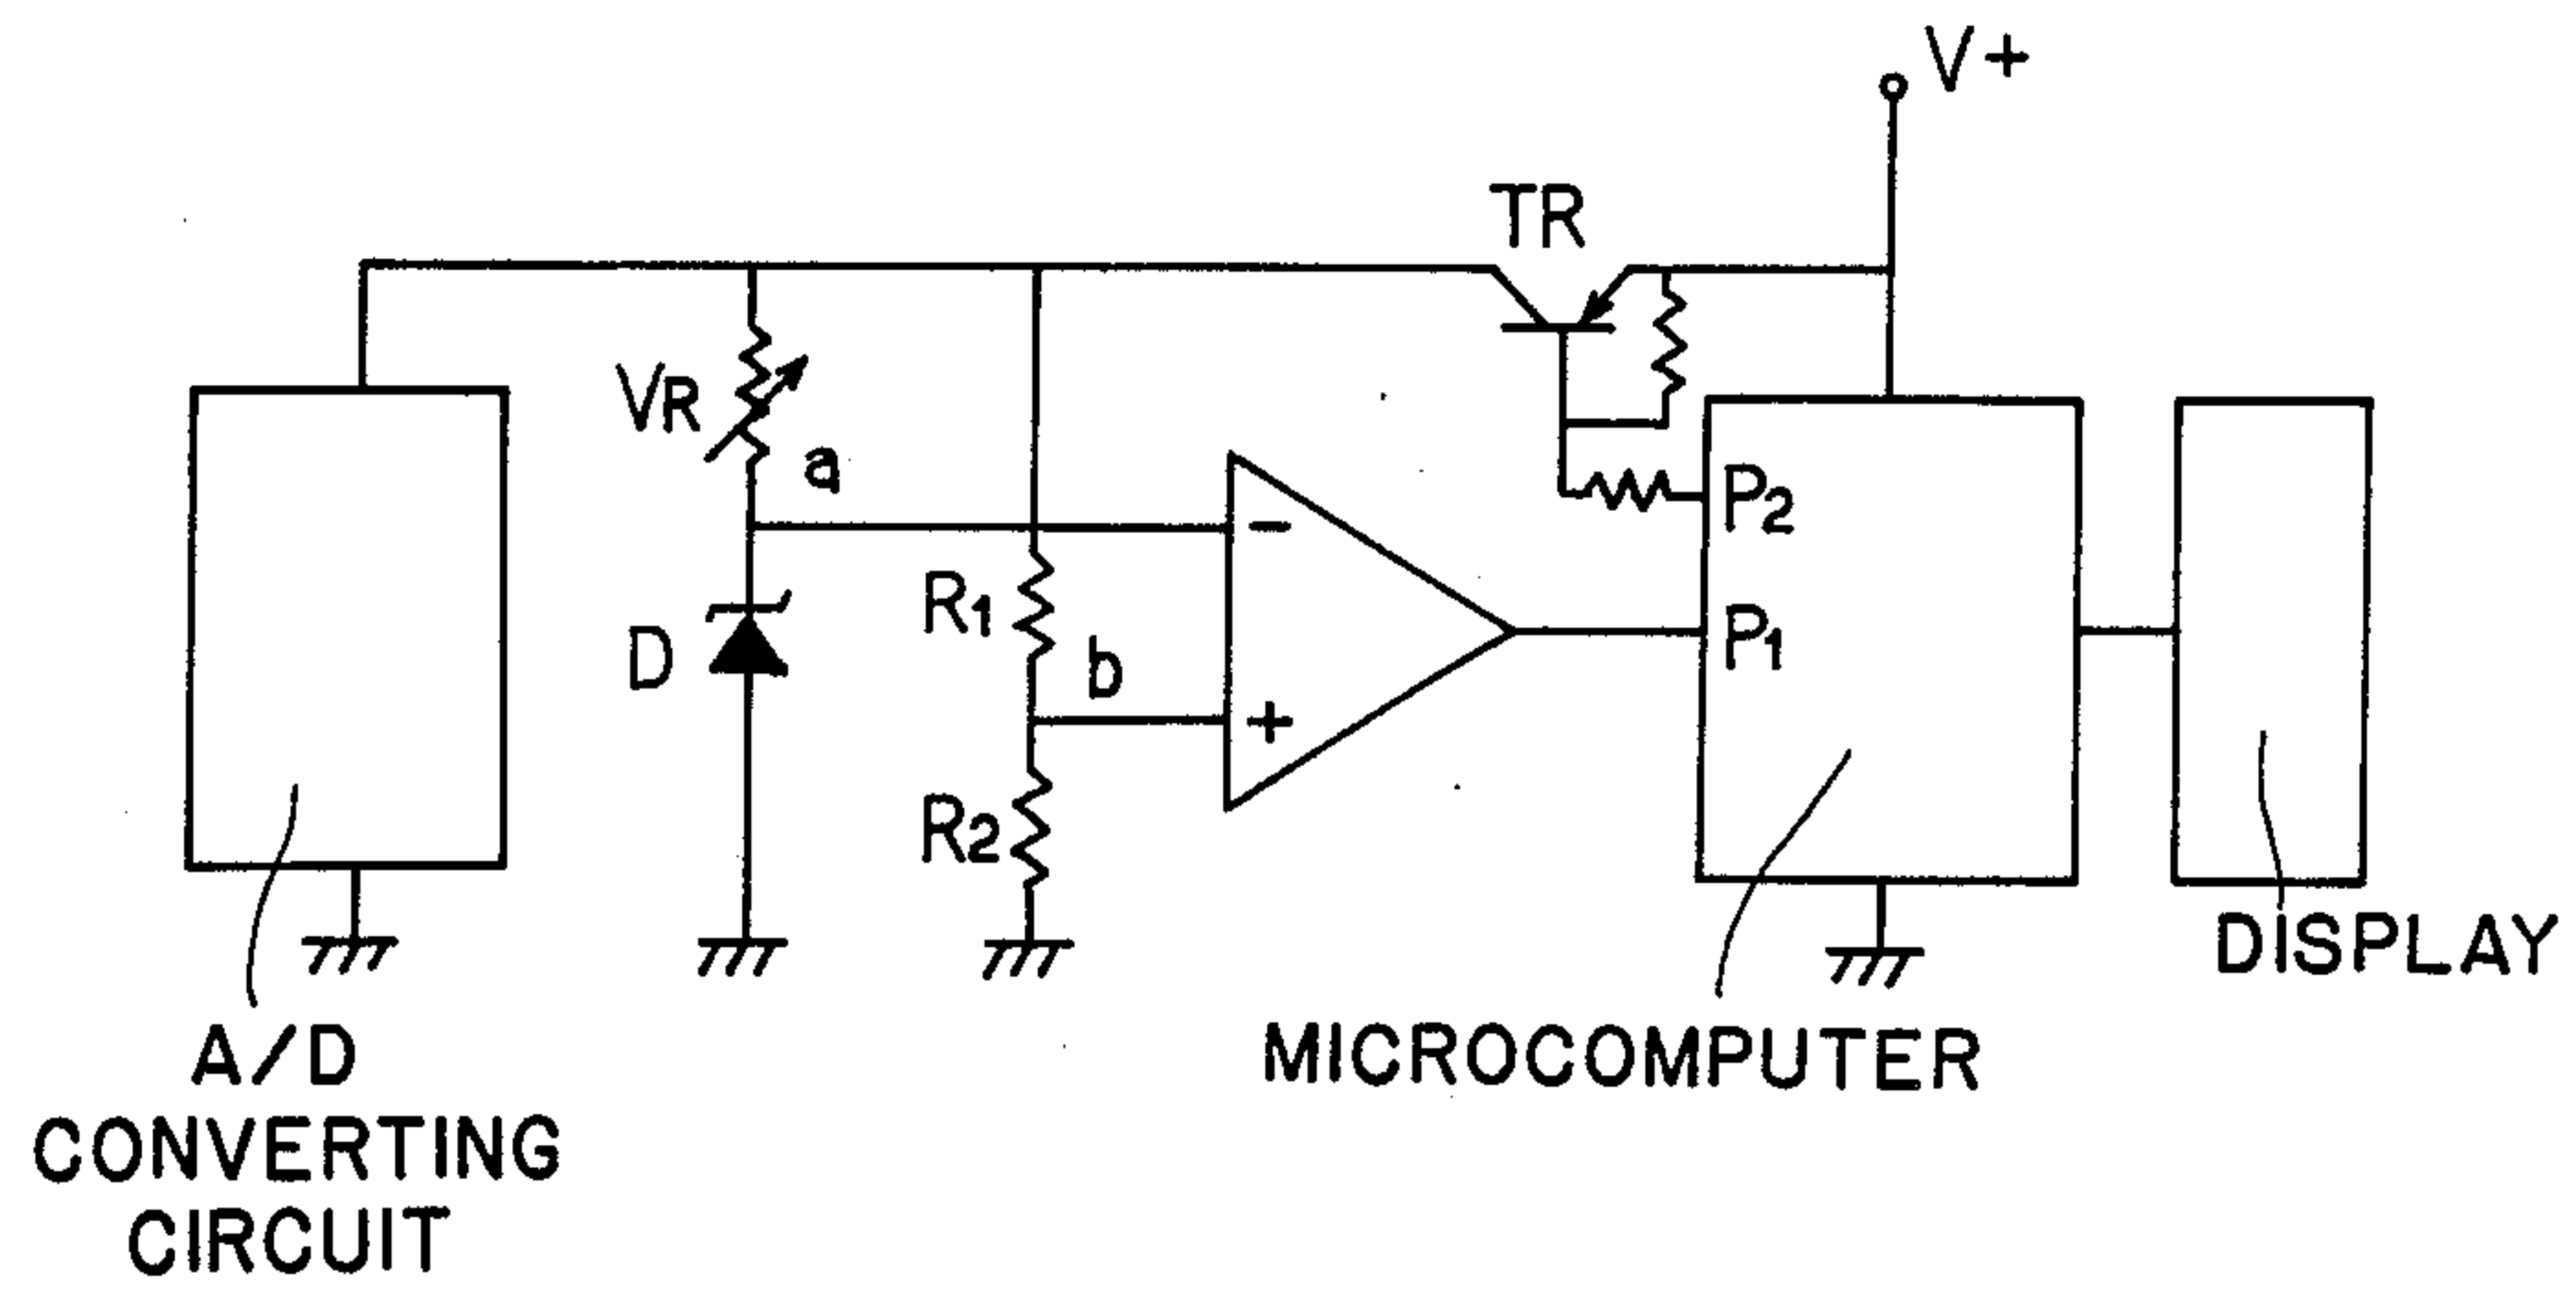 V+
TR
VR
a
P2
R1
P1
D
b
R2
-
+
DISPLAY
A/D
CONVERTING
CIRCUIT
MICROCOMPUTER